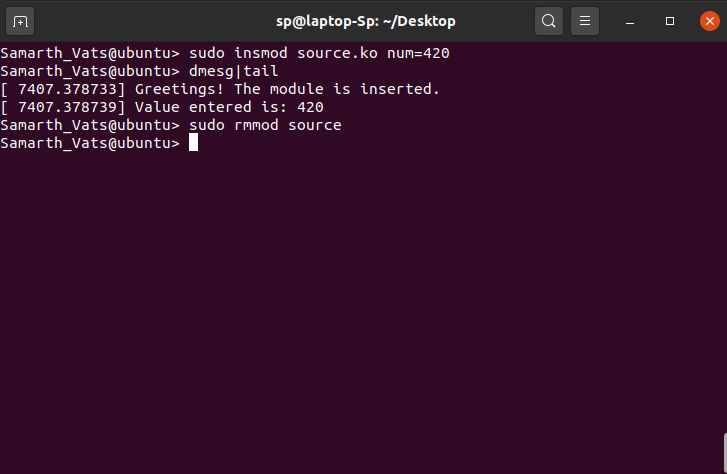 sp@laptop-Sp: ~/Desktop
Samarth_Vats@ubuntu> sudo insmod source.ko num=420
Samarth_Vats@ubuntu> dmesg|tail
[ 7407.378733] Greetings! The module is inserted.
[ 7407.378739] Value entered is: 420
Samarth_Vats@ubuntu> sudo rmmod source
Samarth_Vats@ubuntu>